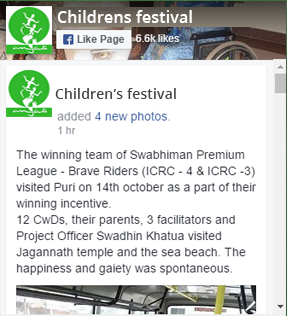 Childrens festival
Like Page 6.6k likes
Children's festival
added 4 new photos.
1 hr
The winning team of Swabhiman Premium
League - Brave Riders (ICRC - 4 & ICRC -3)
visited Puri on 14th october as a part of their
winning incentive.
12 CwDs, their parents, 3 facilitators and
Project Officer Swadhin Khatua visited
Jagannath temple and the sea beach. The
happiness and gaiety was spontaneous.